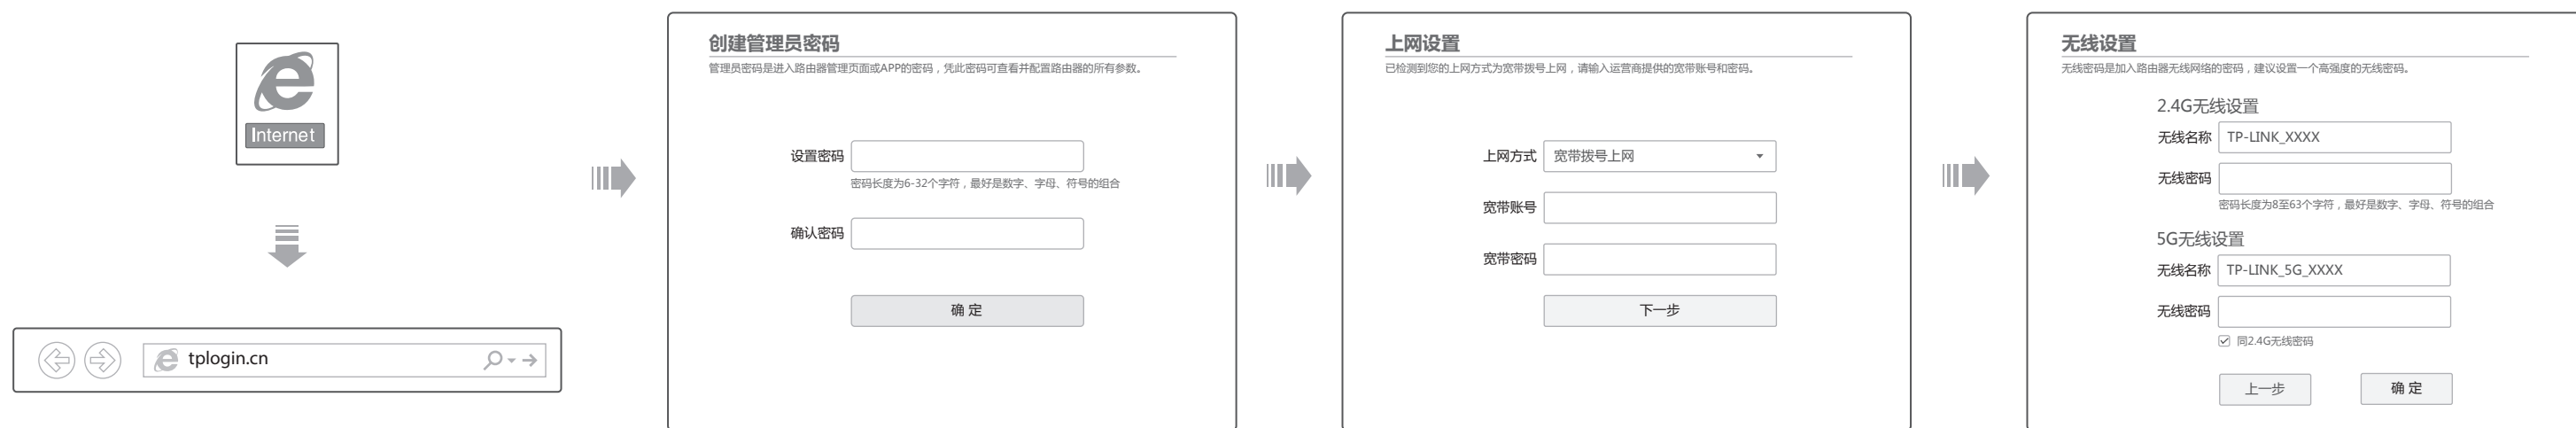 Internet
tplogin.cn
创建管理员密码
管理员密码是进入路由器管理页面或APP的密码，凭此密码可查看并配置路由器的所有参数。
设置密码
密码长度为6-32个字符，最好是数字、字母、符号的组合
确认密码
确 定
上网设置
已检测到您的上网方式为宽带拨号上网，请输入运营商提供的宽带账号和密码。
上网方式 宽带拨号上网
宽带账号
宽带密码
下一步
无线设置
无线密码是加入路由器无线网络的密码，建议设置一个高强度的无线密码。
2.4G无线设置
无线名称 TP-LINK_XXXX
无线密码
密码长度为8至63个字符，最好是数字、字母、符号的组合
5G无线设置
无线名称 TP-LINK_5G_XXXX
无线密码
同2.4G无线密码
上一步 确 定